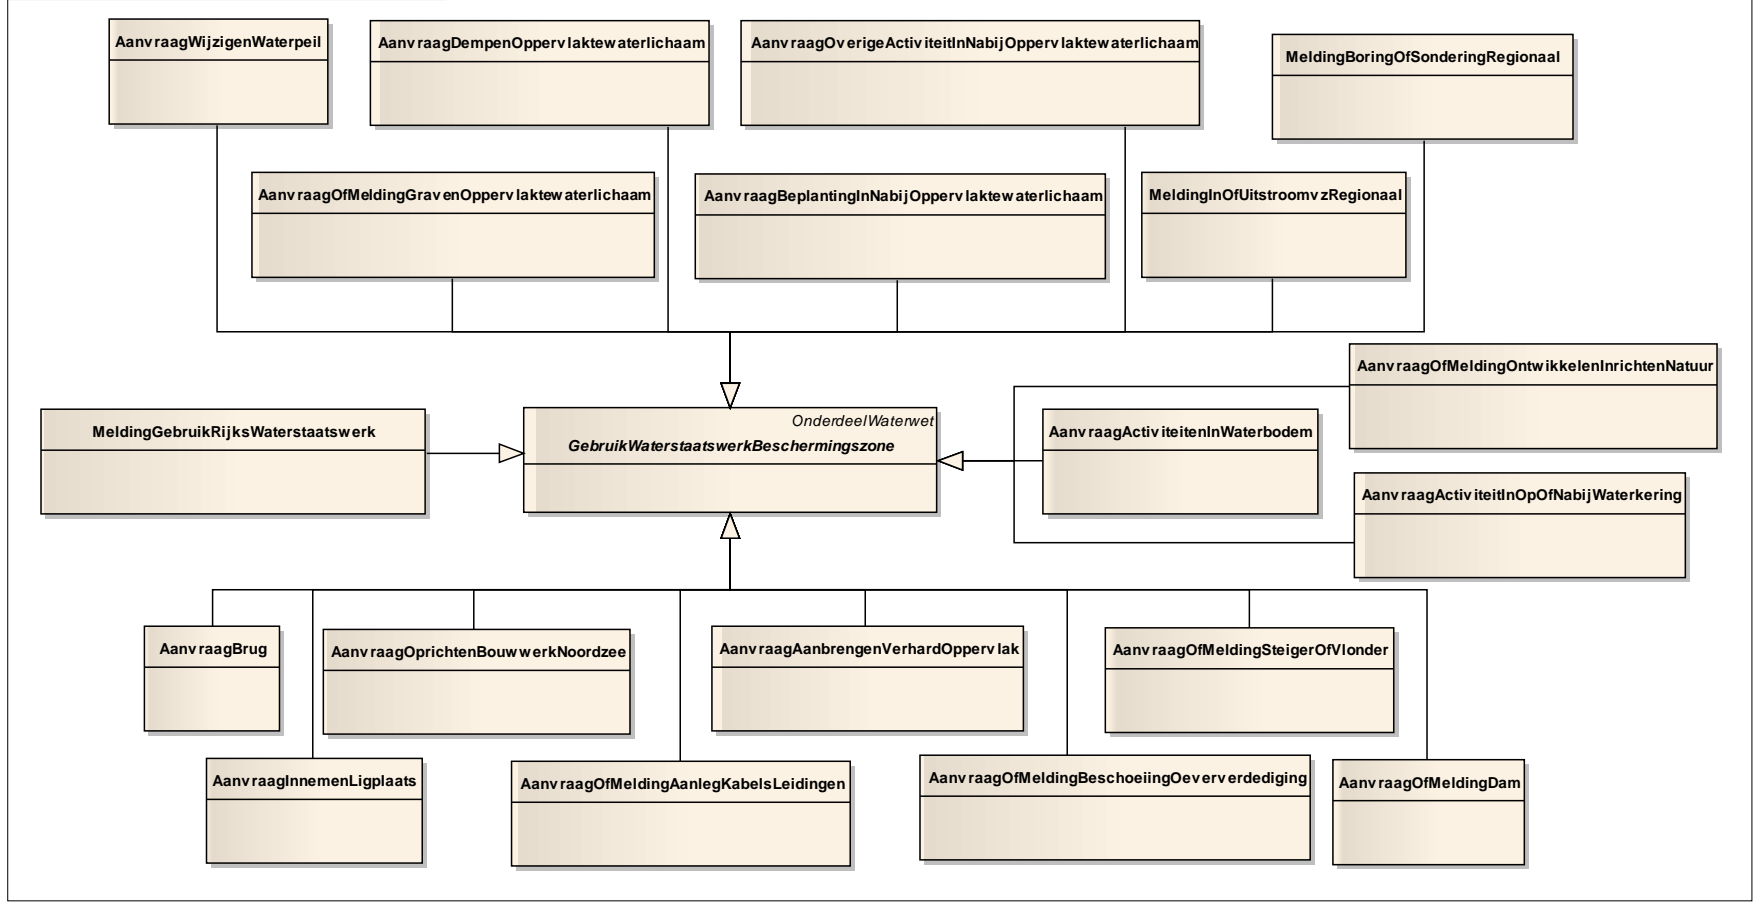 AanvraagWijzigenWaterpeil
AanvraagDempenOppervlaktewaterlichaam
AanvraagOverigeActiviteitInNabijOppervlaktewaterlichaam
MeldingBoringOfSonderingRegionaal
AanvraagOfMeldingGravenOppervlaktewaterlichaam
AanvraagBeplantingInNabijOppervlaktewaterlichaam
MeldingInOfUitstroomvzRegionaal
AanvraagOfMeldingOntwikkelenInrichtenNatuur
MeldingGebruikRijksWaterstaatswerk
OnderdeelWaterwet
GebruikWaterstaatswerkBeschermingszone
AanvraagActiviteitenInWaterbodem
AanvraagActiviteitInOpOfNabijWaterkering
AanvraagBrug
AanvraagOprichtenBouwwerkNoordzee
AanvraagAanbrengenVerhardOppervlak
AanvraagOfMeldingSteigerOfVlonder
AanvraagInnemenLigplaats
AanvraagOfMeldingAanlegKabelsLeidingen
AanvraagOfMeldingBeschoeiingOeververdediging
AanvraagOfMeldingDam